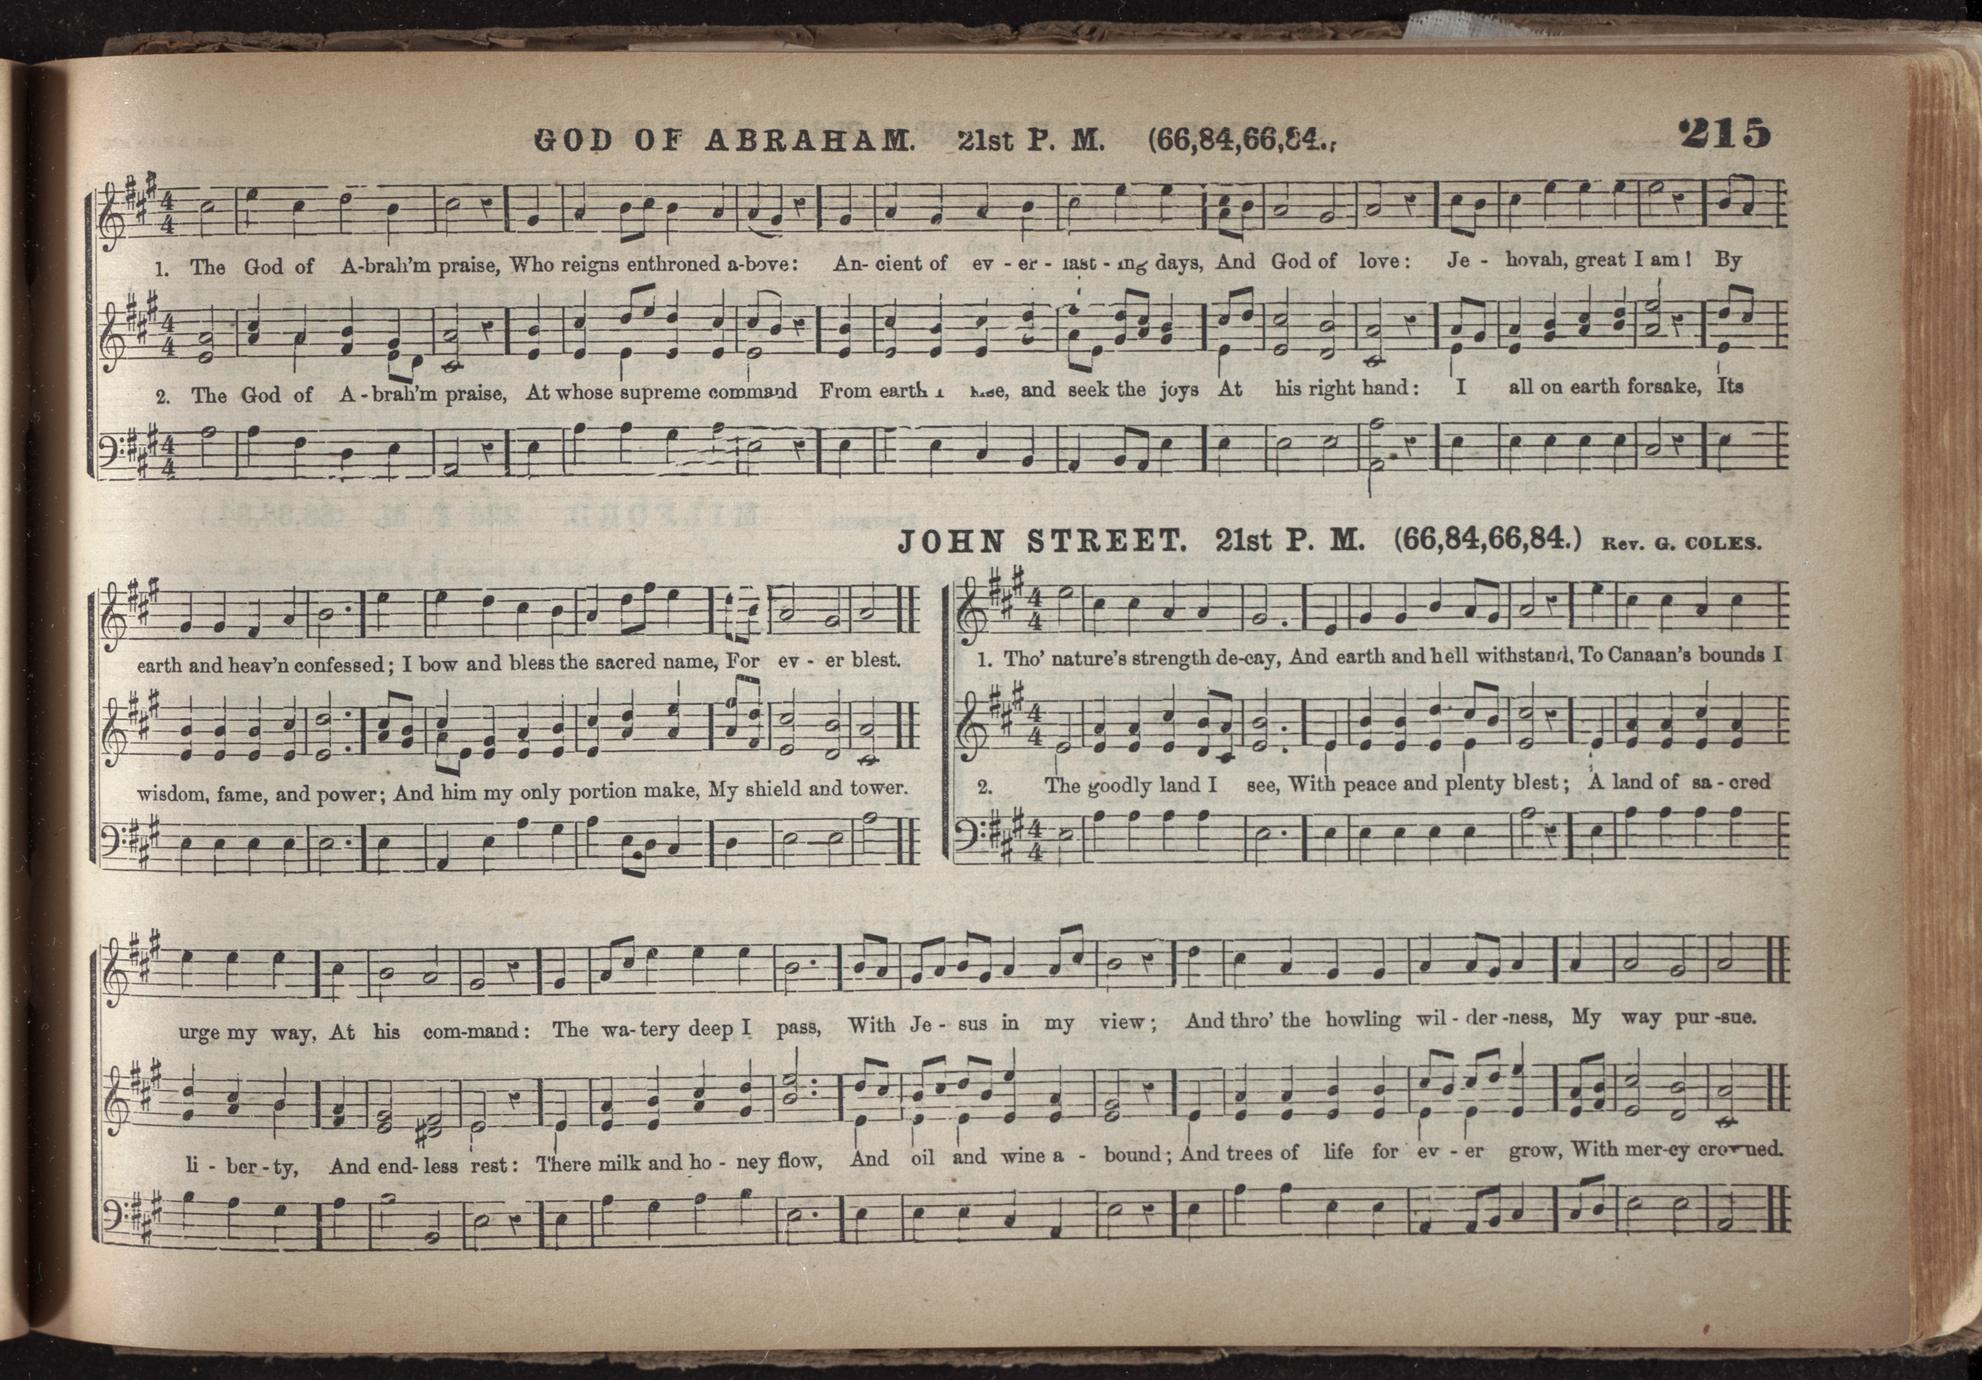 GOD OF ABRAHAM. 21st P. M. (66,84,66,84.,
215
1. The God of A-brah'm praise, Who reigns enthroned a-bove: An- cient of ev - er - last - ing days, And God of love: Je - hovah, great I am! By
2. The God of A - brah'm praise, At whose supreme command From earth I and seek the joys At his right hand: I all on earth forsake, Its
JOHN STREET. 21st P. M. (66,84,66,84.) Rev. G. COLES.
earth and heav'n confessed; I bow and bless the sacred name, For ev - er blest.
wisdom, fame, and power; And him my only portion make, My shield and tower.
1. Tho' nature's strength de-cay, And earth and hell withstand, To Canaan's bounds I
2. The goodly land I see, With peace and plenty blest; A land of sa - cred
urge my way, At his com-mand: The wa- tery deep I pass, With Je - sus in my view; And thro' the howling wil - der -ness, My way pur -sue.
li - ber - ty, And end- less rest: There milk and ho - ney flow, And oil and wine a - bound; And trees of life for ev - er grow, With mer-cy crowned.